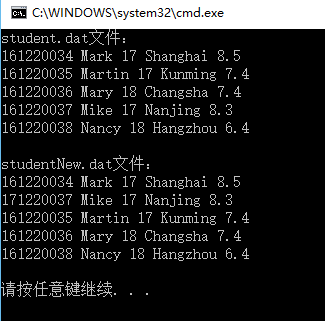 C:\WINDOWS\system32\cmd.exe
student.dat文件:
161220034 Mark 17 Shanghai 8.5
161220035 Martin 17 Kunming 7.4
161220036 Mary 18 Changsha 7.4
161220037 Mike 17 Nanjing 8.3
161220038 Nancy 18 Hangzhou 6.4
studentNew.dat文件:
161220034 Mark 17 Shanghai 8.5
171220037 Mike 17 Nanjing 8.3
161220035 Martin 17 Kunming 7.4
161220036 Mary 18 Changsha 7.4
161220038 Nancy 18 Hangzhou 6.4
请按任意键继续. . .